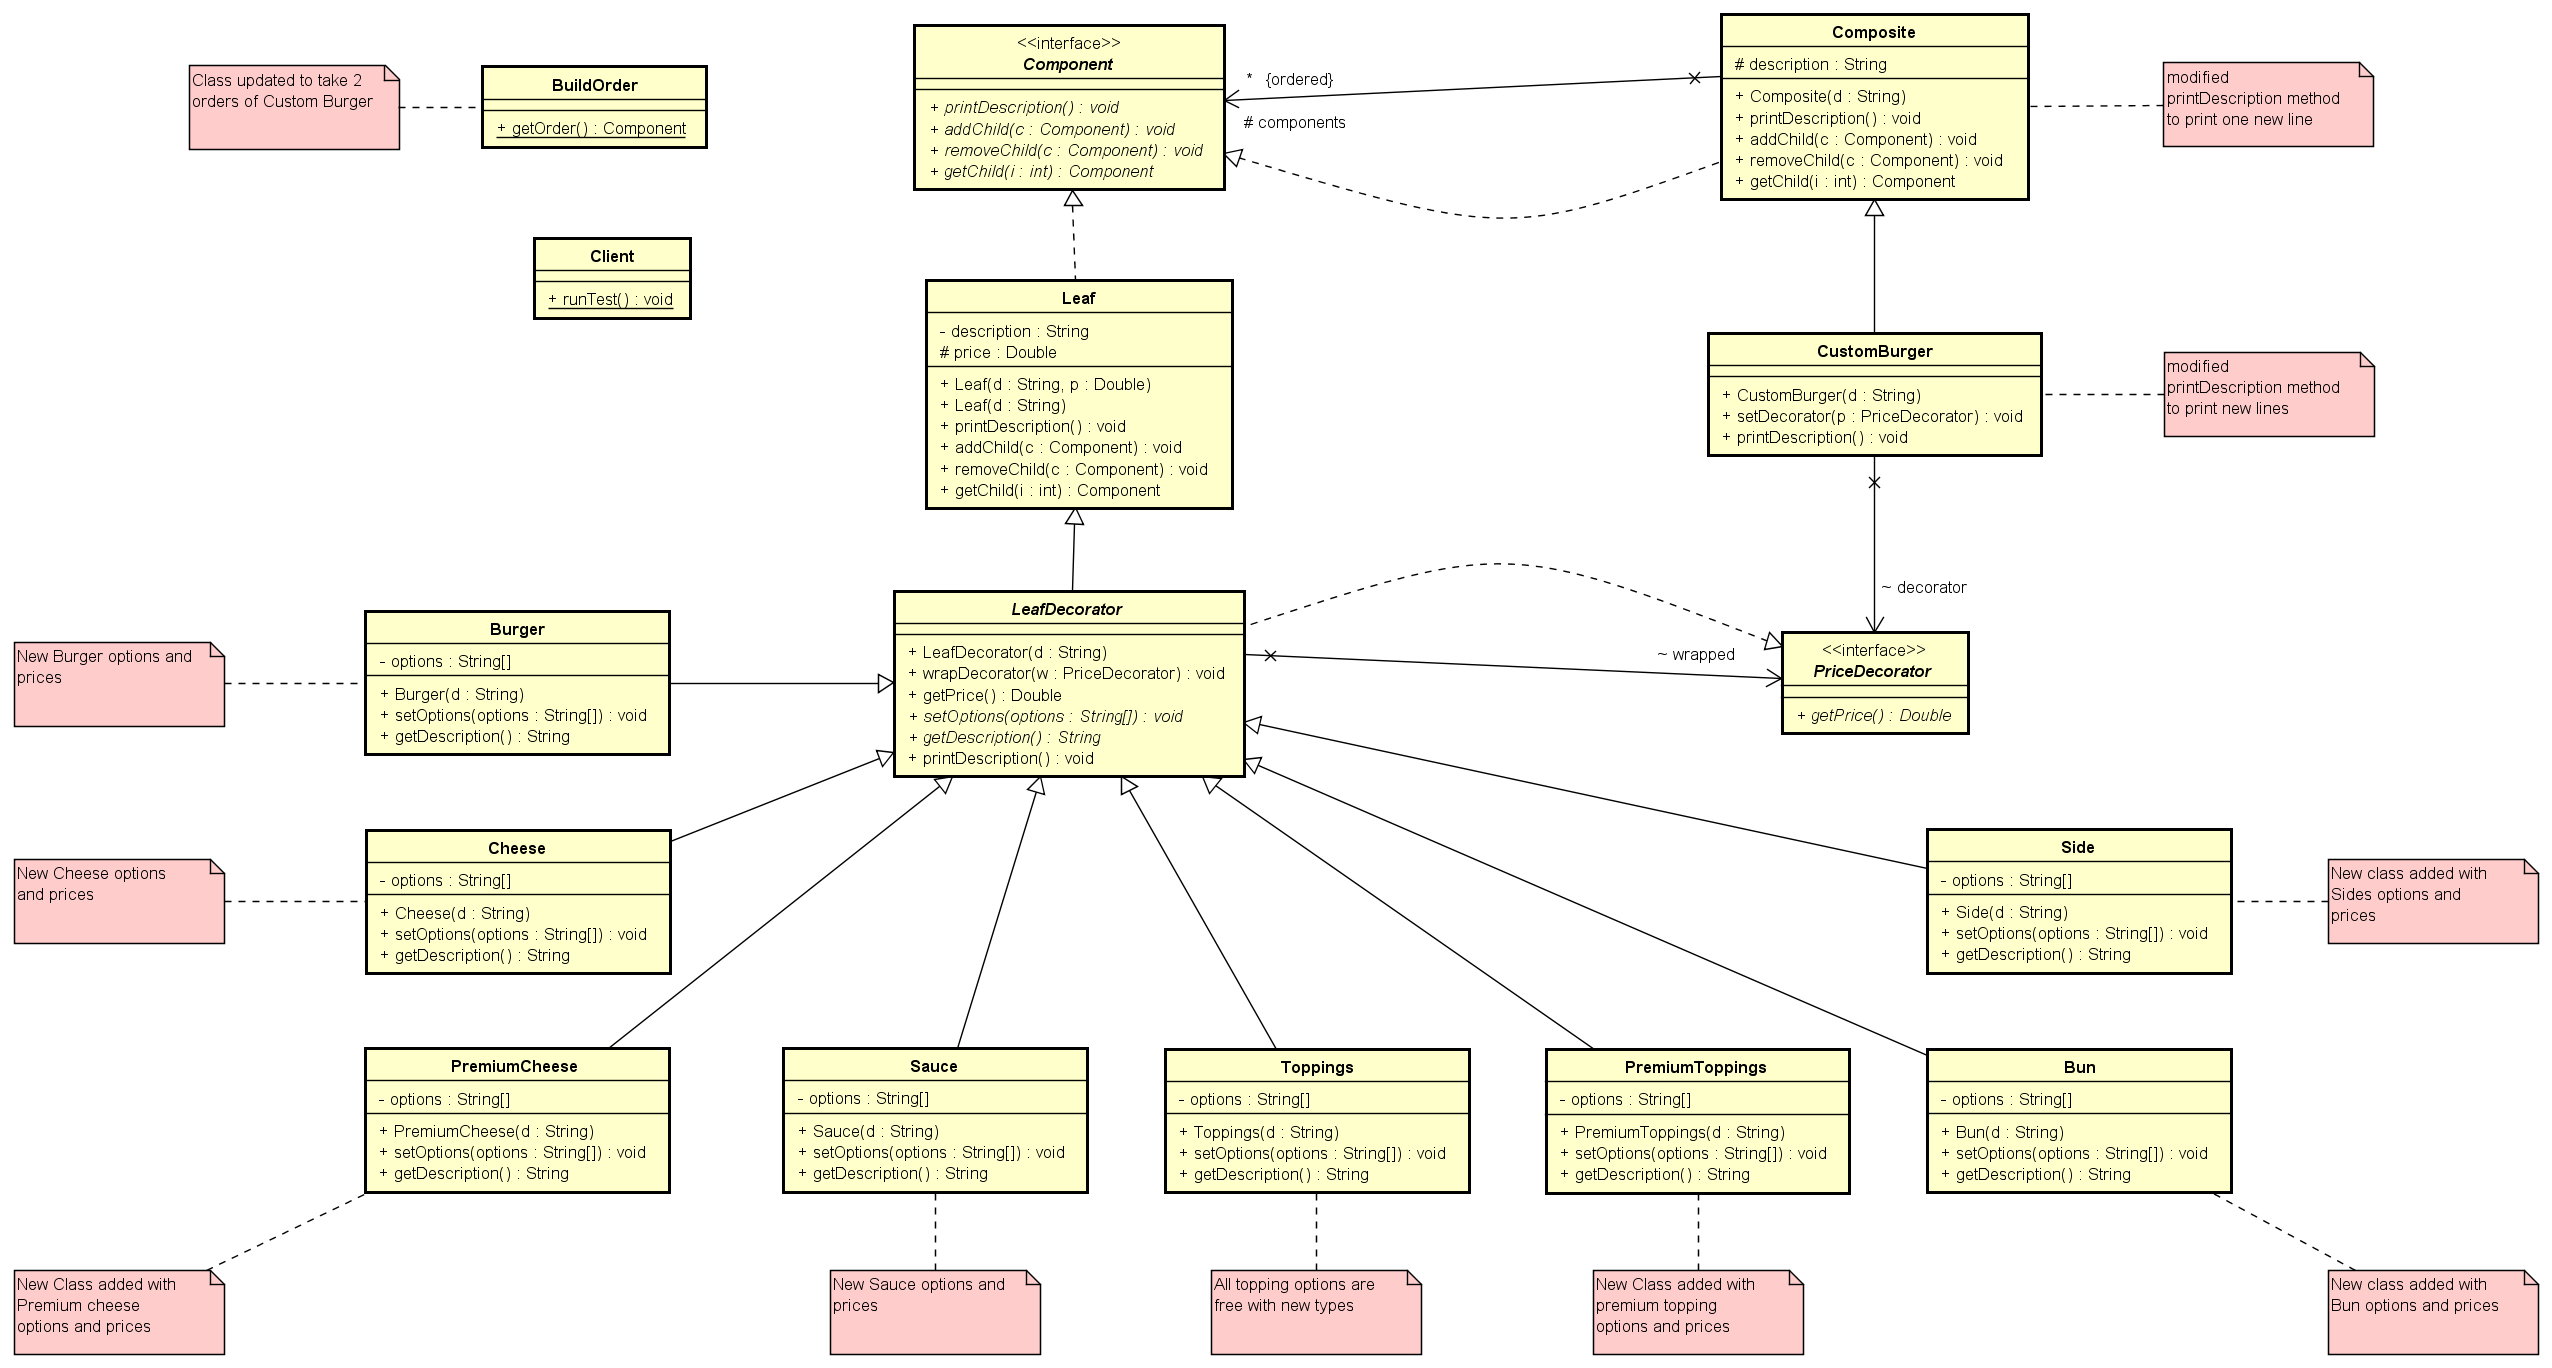 Class updated to take 2
orders of Custom Burger
BuildOrder
+ getOrder() : Component
<<interface>>
Component
+ printDescription() : void
+ addChild(c : Component) : void
+ removeChild(c : Component) : void
+ getChild(i : int) : Component
* {ordered}
# components
Composite
# description : String
+ Composite(d : String)
+ printDescription() : void
+ addChild(c : Component) : void
+ removeChild(c : Component) : void
+ getChild(i : int) : Component
modified
printDescription method
to print one new line
Client
+ runTest() : void
Leaf
- description : String
# price : Double
+ Leaf(d : String, p : Double)
+ Leaf(d : String)
+ printDescription() : void
+ addChild(c : Component) : void
+ removeChild(c : Component) : void
+ getChild(i : int) : Component
CustomBurger
+ CustomBurger(d : String)
+ setDecorator(p : PriceDecorator) : void
+ printDescription() : void
modified
printDescription method
to print new lines
~ decorator
New Burger options and
prices
Burger
- options : String[]
+ Burger(d : String)
+ setOptions(options : String[]) : void
+ getDescription() : String
LeafDecorator
+ LeafDecorator(d : String)
+ wrapDecorator(w : PriceDecorator) : void
+ getPrice() : Double
+ setOptions(options : String[]) : void
+ getDescription() : String
+ printDescription() : void
~ wrapped
<<interface>>
PriceDecorator
+ getPrice() : Double
New Cheese options
and prices
Cheese
- options : String[]
+ Cheese(d : String)
+ setOptions(options : String[]) : void
+ getDescription() : String
Side
- options : String[]
+ Side(d : String)
+ setOptions(options : String[]) : void
+ getDescription() : String
New class added with
Sides options and
prices
PremiumCheese
- options : String[]
+ PremiumCheese(d : String)
+ setOptions(options : String[]) : void
+ getDescription() : String
Sauce
- options : String[]
+ Sauce(d : String)
+ setOptions(options : String[]) : void
+ getDescription() : String
Toppings
- options : String[]
+ Toppings(d : String)
+ setOptions(options : String[]) : void
+ getDescription() : String
PremiumToppings
- options : String[]
+ PremiumToppings(d : String)
+ setOptions(options : String[]) : void
+ getDescription() : String
Bun
- options : String[]
+ Bun(d : String)
+ setOptions(options : String[]) : void
+ getDescription() : String
New Class added with
Premium cheese
options and prices
New Sauce options and
prices
All topping options are
free with new types
New Class added with
premium topping
options and prices
New class added with
Bun options and prices